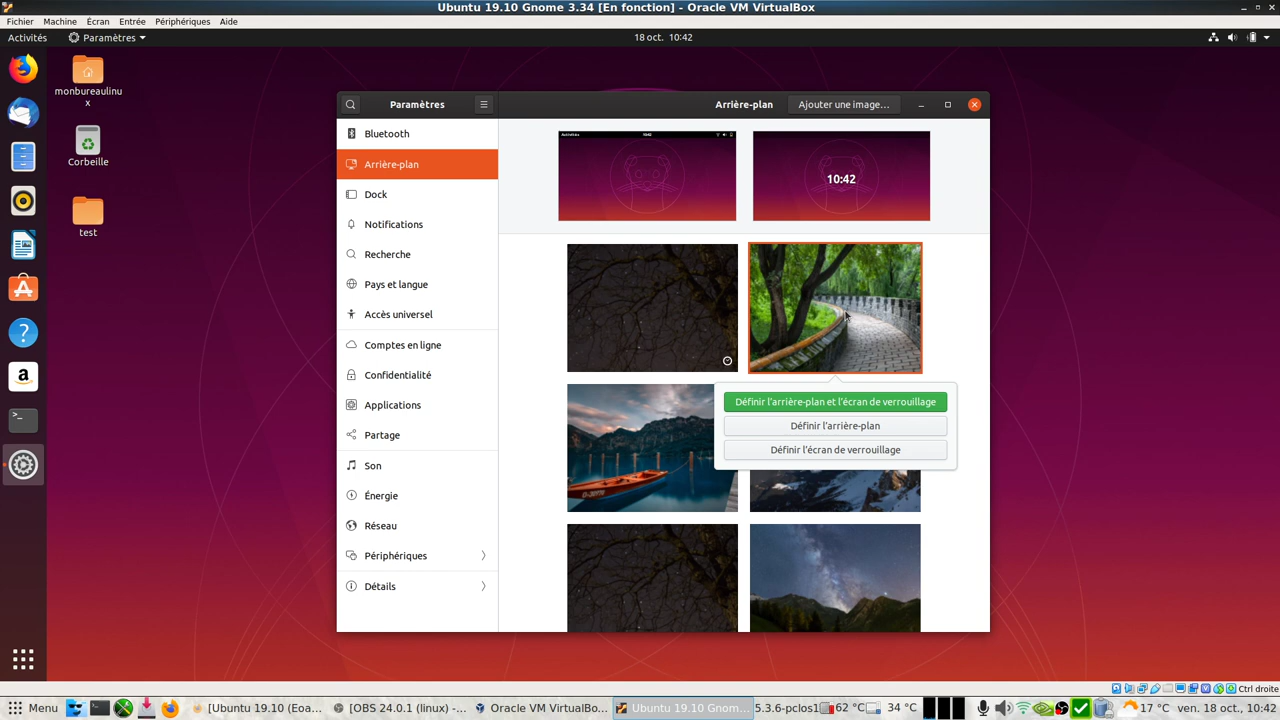 Ubuntu 19.10 Gnome 3.34 [En fonction] - Oracle VM VirtualBox
Fichier Machine Écran Entrée Périphériques Aide
Activités Paramètres 18 oct. 10:42
monbureaulinu
x
Corbeille
test
Paramètres
Arrière-plan Ajouter une image…
Bluetooth
Arrière-plan
Dock
Notifications
Recherche
Pays et langue
Accès universel
Comptes en ligne
Confidentialité
Applications
Partage
Son
Énergie
Réseau
Périphériques
Détails
Activités 10:42
10:42
Définir l'arrière-plan et l'écran de verrouillage
Définir l'arrière-plan
Définir l'écran de verrouillage
Ctrl droite
Menu [Ubuntu 19.10 (Eoa... [OBS 24.0.1 (linux) -... Oracle VM VirtualBo... Ubuntu 19.10 Gnom... 5.3.6-pclos1 62 °C 34 °C 17 °C ven. 18 oct., 10:42